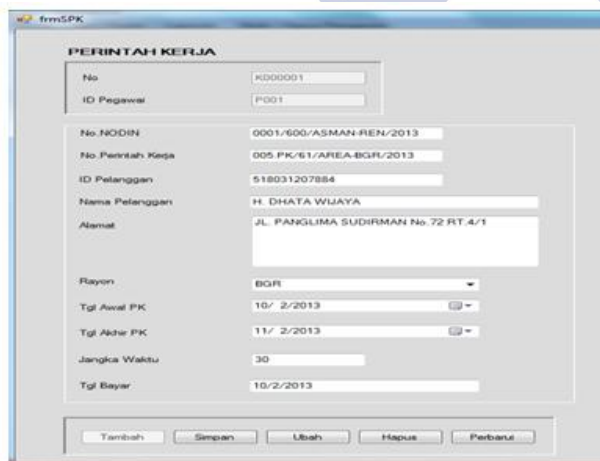 frmSPK
PERINTAH KERJA
No K000001
ID Pegawai P001
No.NODIN 0001/600/ASMAN-REN/2013
No.Perintah Kerja 005.PK/61/AREA-BGR/2013
ID Pelanggan 518031207884
Nama Pelanggan H. DHATA WIJAYA
Alamat JL. PANGLIMA SUDIRMAN No.72 RT.4/1
Rayon BGR
Tgl Awal PK 10/ 2/2013
Tgl Akhir PK 11/ 2/2013
Jangka Waktu 30
Tgl Bayar 10/2/2013
Tambah Simpan Ubah Hapus Perbarui